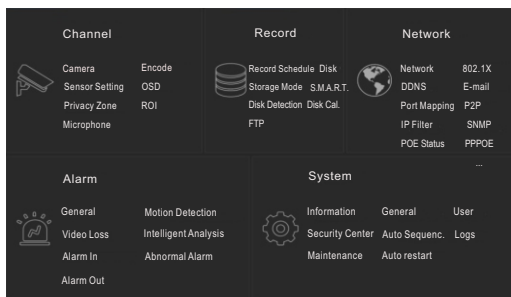 Channel
Camera Encode
Sensor Setting OSD
Privacy Zone ROI
Microphone
Record
Record Schedule Disk
Storage Mode S.M.A.R.T.
Disk Detection Disk Cal.
FTP
Network
Network 802.1X
DDNS E-mail
Port Mapping P2P
IP Filter SNMP
POE Status PPPOE
...
Alarm
General Motion Detection
Video Loss Intelligent Analysis
Alarm In Abnormal Alarm
Alarm Out
System
Information General User
Security Center Auto Sequenc. Logs
Maintenance Auto restart